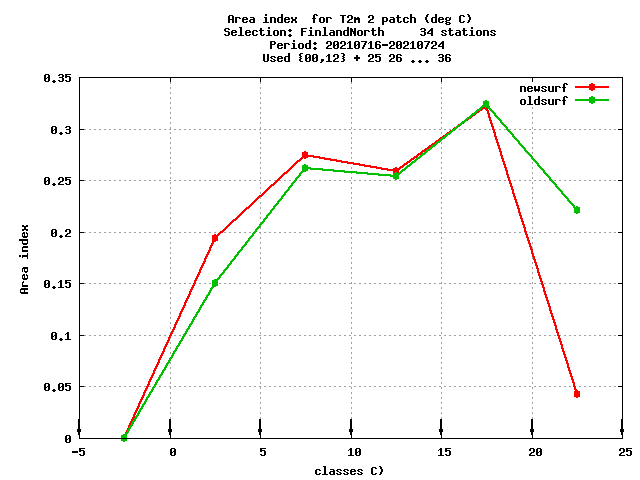 Area index  for T2m 2 patch (deg C)
Selection: FinlandNorth     34 stations
Period: 20210716-20210724
Used {00,12} + 25 26 ... 36
newsurf
oldsurf
0.35
0.3
0.25
0.2
0.15
0.1
0.05
0
Area index
-5 0 5 10 15 20 25
classes C)